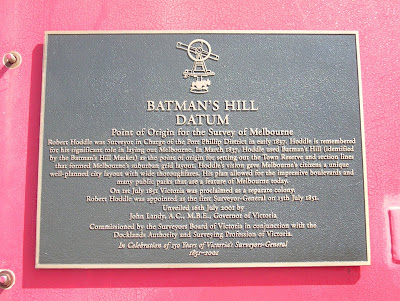 BATMAN'S HILL
DATUM
Point of Origin for the Survey of Melbourne
Robert Hoddle was Surveyor in Charge of the Port Phillip District in early 1837. Hoddle is remembered
for his significant role in laying out Melbourne. In March 1837, Hoddle used Batman's Hill (identified
by the Batman's Hill Marker) as the point of origin for setting out the Town Reserve and section lines
that formed Melbourne's suburban grid layout. Hoddle's vision gave Melbourne's citizens a unique
well-planned city layout with wide thoroughfares. His plan allowed for the impressive boulevards and
many public parks that are a feature of Melbourne today.
On 1st July 1851 Victoria was proclaimed as a separate colony.
Robert Hoddle was appointed as the first Surveyor-General on 15th July 1851.
Unveiled 16th July 2002 by
John Landy, A.C., M.B.E., Governor of Victoria
Commissioned by the Surveyors Board of Victoria in conjunction with the
Docklands Authority and Surveying Profession of Victoria.
In Celebration of 150 Years of Victoria's Surveyors-General
1851-2002